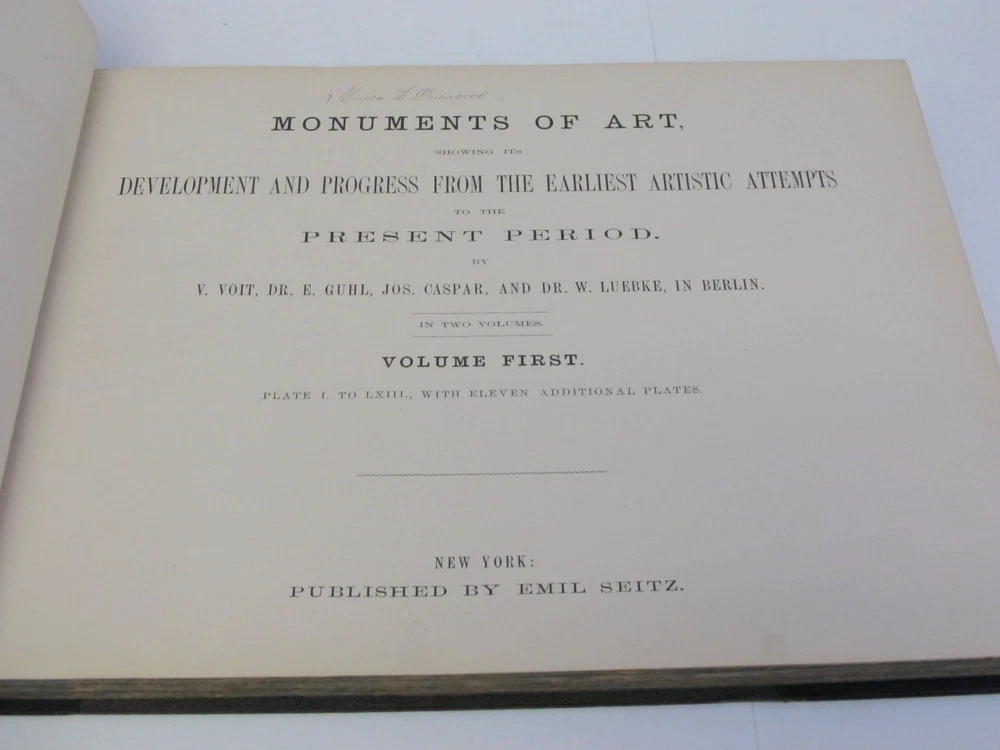 MONUMENTS OF ART,
SHOWING ITS
DEVELOPMENT AND PROGRESS FROM THE EARLIEST ARTISTIC ATTEMPTS
TO THE
PRESENT PERIOD.
BY
V. VOIT, DR. E. GUHL, JOS. CASPAR, AND DR. W. LUEBKE, IN BERLIN.
IN TWO VOLUMES.
VOLUME FIRST.
PLATE I. TO LXIII., WITH ELEVEN ADDITIONAL PLATES.
NEW YORK:
PUBLISHED BY EMIL SEITZ.